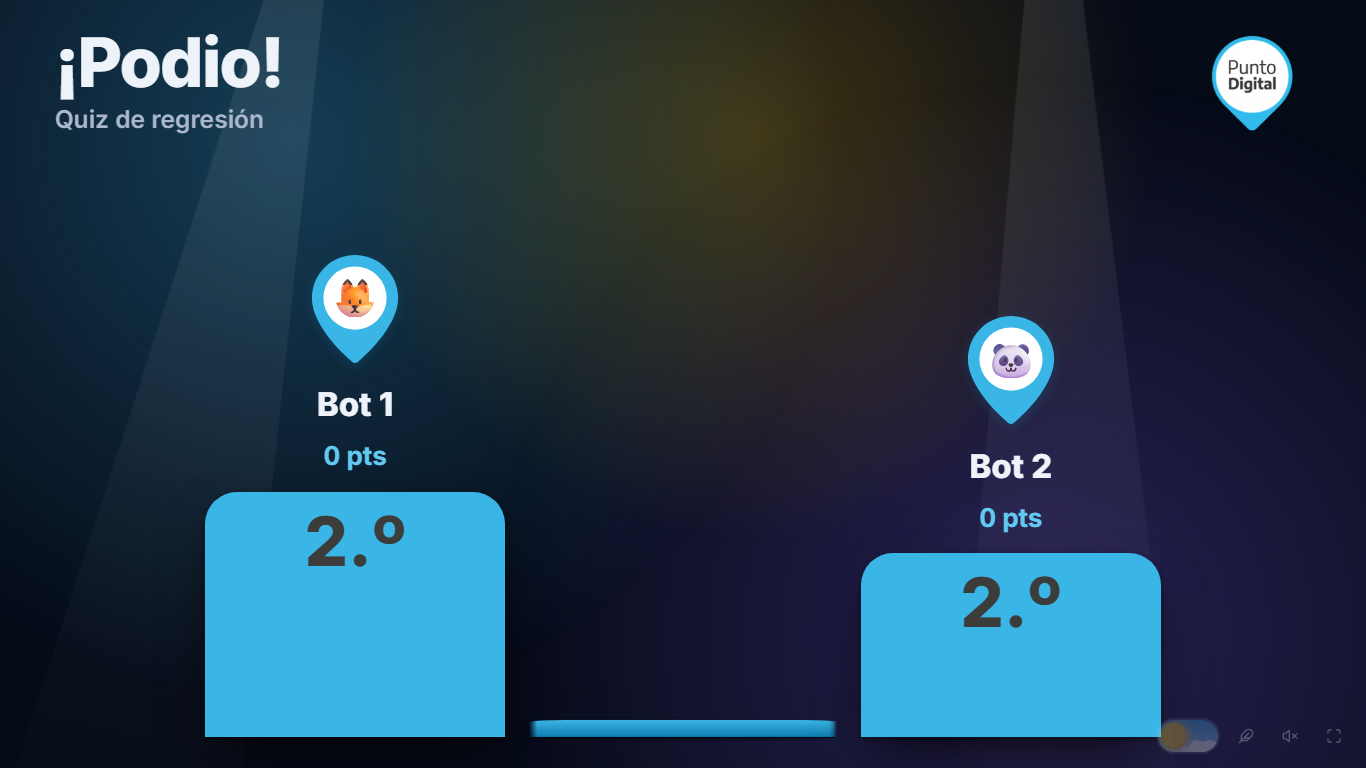 ¡Podio!
Quiz de regresión
Punto
Digital
Bot 1
0 pts
2.º
Bot 2
0 pts
2.º